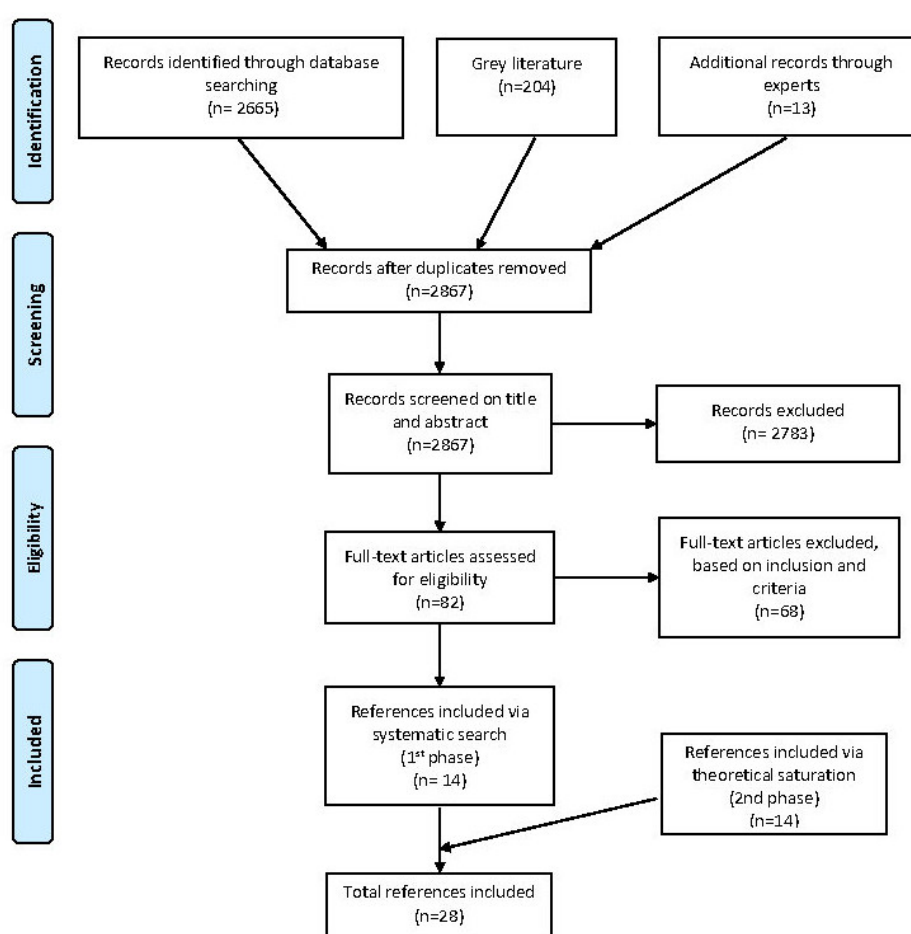 Identification
Records identified through database
searching
(n= 2665)
Grey literature
(n=204)
Additional records through
experts
(n=13)
Screening
Records after duplicates removed
(n=2867)
Records screened on title
and abstract
(n=2867)
Records excluded
(n= 2783)
Eligibility
Full-text articles assessed
for eligibility
(n=82)
Full-text articles excluded,
based on inclusion and
criteria
(n=68)
Included
References included via
systematic search
(1st phase)
(n= 14)
References included via
theoretical saturation
(2nd phase)
(n=14)
Total references included
(n=28)